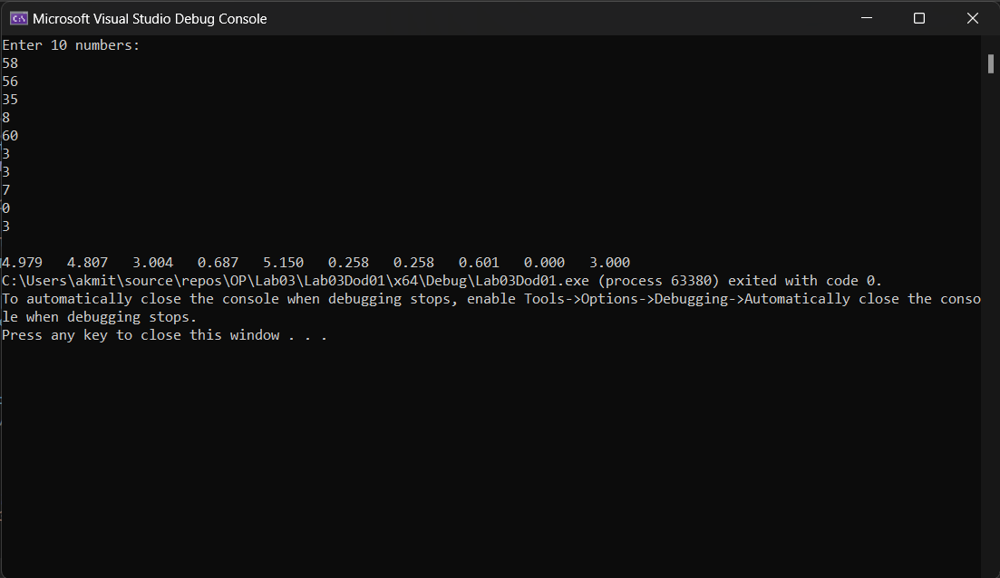 Microsoft Visual Studio Debug Console
Enter 10 numbers:
58
56
35
8
60
3
3
7
0
3
4.979   4.807   3.004   0.687   5.150   0.258   0.258   0.601   0.000   3.000
C:\Users\akmit\source\repos\OP\Lab03\Lab03Dod01\x64\Debug\Lab03Dod01.exe (process 63380) exited with code 0.
To automatically close the console when debugging stops, enable Tools->Options->Debugging->Automatically close the conso
le when debugging stops.
Press any key to close this window . . .